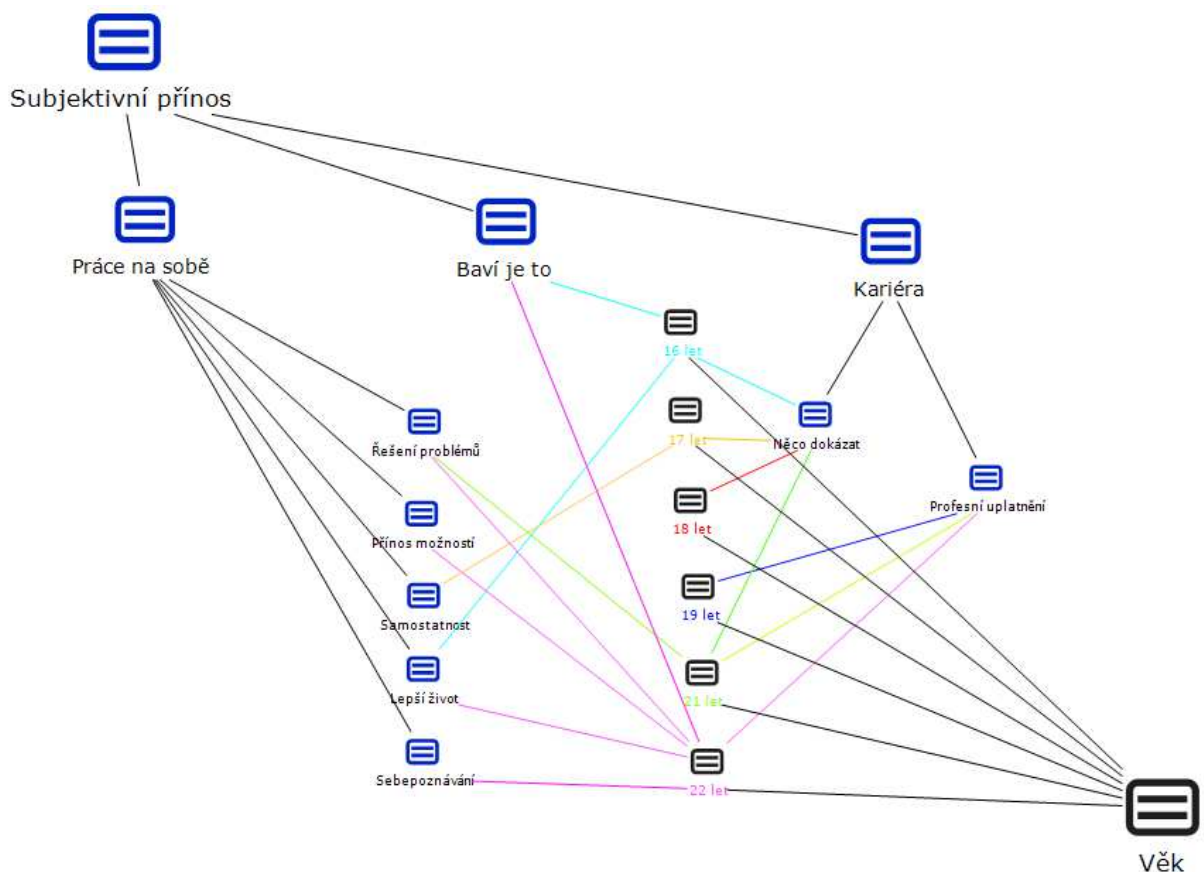 Subjektivní přínos
Práce na sobě
Baví je to
Kariéra
16 let
17 let
Něco dokázat
Řešení problémů
Profesní uplatnění
18 let
Přínos možností
19 let
Samostatnost
21 let
Lepší život
22 let
Sebepoznávání
Věk